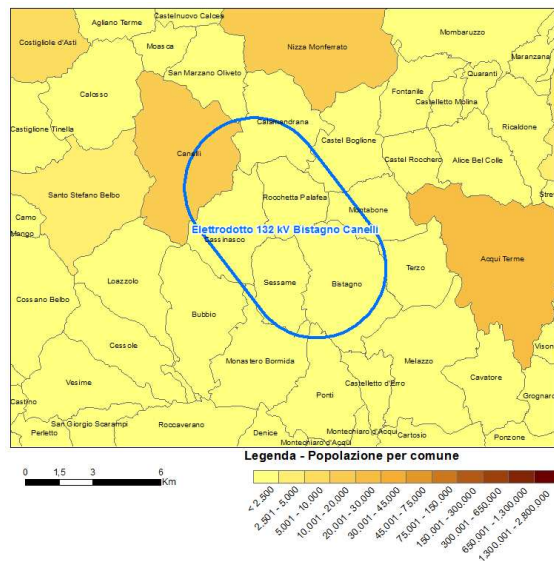 Costigliole d'Asti
Agliano Terme
Castelnuovo Calcea
Moasca
Nizza Monferrato
Mombaruzzo
Maranzana
San Marzano Oliveto
Quaranti
Calosso
Fontanile
Castelletto Molina
Castiglione Tinella
Calamandrana
Ricaldone
Castel Boglione
Canelli
Castel Rocchero
Alice Bel Colle
Santo Stefano Belbo
Rocchetta Palafea
Montabone
Camo
Mango
Elettrodotto 132 kV Bistagno Canelli
Cassinasco
Acqui Terme
Terzo
Loazzolo
Sessame
Bistagno
Cossano Belbo
Bubbio
Cessole
Monastero Bormida
Melazzo
Vesime
Castelletto d'Erro
Cavatore
Ponti
Castino
San Giorgio Scarampi
Roccaverano
Denice
Montechiaro d'Acqui
Cartosio
Ponzone
Perletto
Montechiaro d'Acqui
Legenda - Popolazione per comune
0 1,5 3 6
Km
< 2.500
2.501 - 5.000
5.001 - 10.000
10.001 - 20.000
20.001 - 30.000
30.001 - 45.000
45.001 - 75.000
75.001 - 150.000
150.001 - 300.000
300.001 - 650.000
650.001 - 1.300.000
1.300.001 - 2.800.000